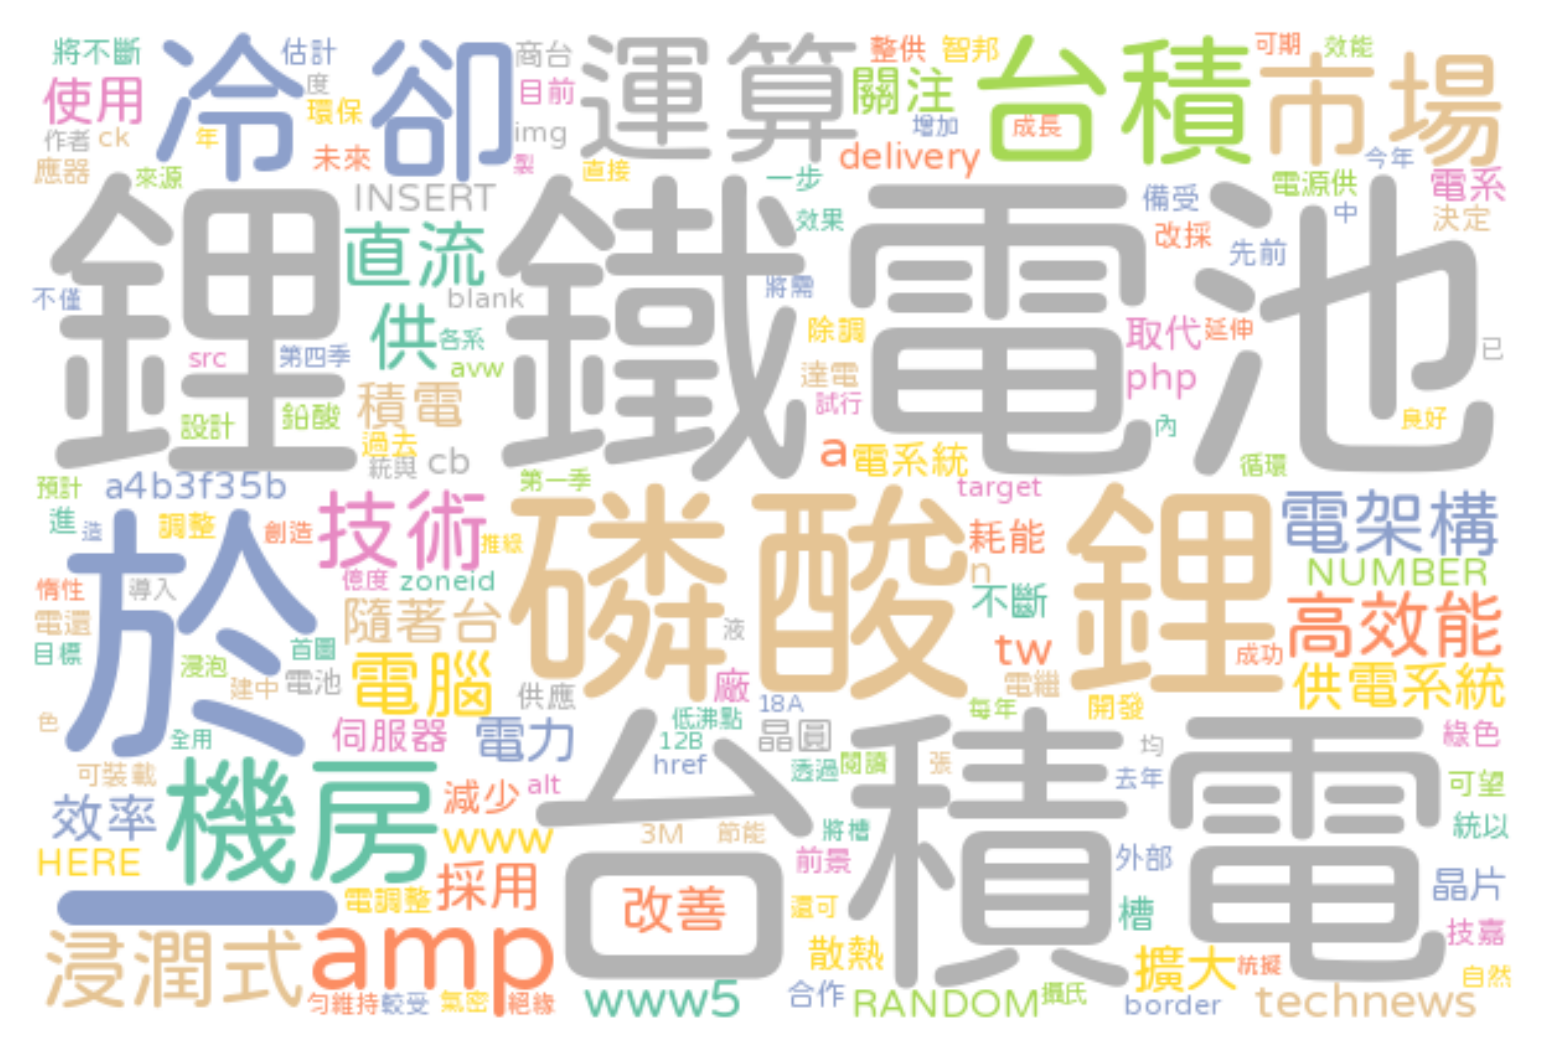 將不斷 冷卻 估計 商台 運算 整供 智邦 台積 可期 效能 市場
使用 度 環保 目前 關注 增加 成長
作者 ck 年 未來 img 製 直接 delivery 今年
應器 來源 INSERT 一步 備受 電源供 電系
鋰鐵電池 直流 效果 改採 先前 中 決定
不僅 blank 將需
供 各系 除調 取代 延伸 已
src 第四季 avw 達電 php
設計 鉛酸 積電 試行 內 良好
過去 統與 cb a 電系統 循環
預計 a4b3f35b 第一季 target
進 造 調整 創造 技術 推綠 磷酸鋰 耗能 電架構
惰性 導入 億度 zoneid n NUMBER
於 電還 隨著台 不斷 高效能
目標 首圖 液 tw 成功
浸泡 建中 電池 電腦 供應 廠 電繼 供電系統
色 全用 伺服器 電力 低沸點 18A 每年 開發
12B 晶圓 均 綠色
可裝載 機房 href 透過 閱讀 張 去年 可望
效率 減少 alt 台積電 統以
HERE www 3M 節能 將槽 前景 外部
一 電調整 採用 改善 還可 槽 晶片
浸潤式 amp 散熱 擴大 統擬 技嘉
勻維持 較受 氣密 絕緣 www5 合作 RANDOM 攝氏 border technews 自然